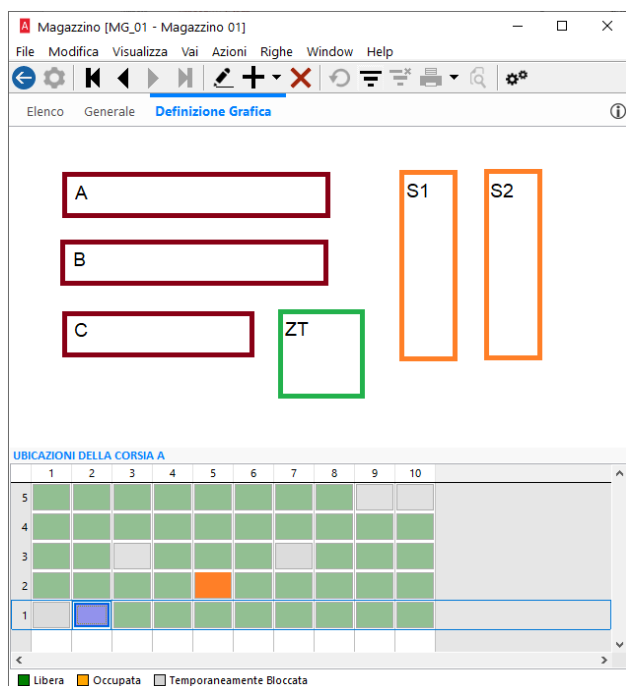 A Magazzino [MG_01 - Magazzino 01]
File Modifica Visualizza Vai Azioni Righe Window Help
Elenco Generale Definizione Grafica
A S1 S2
B
C ZT
UBICAZIONI DELLA CORSIA A
1 2 3 4 5 6 7 8 9 10
5
4
3
2
1
Libera Occupata Temporaneamente Bloccata